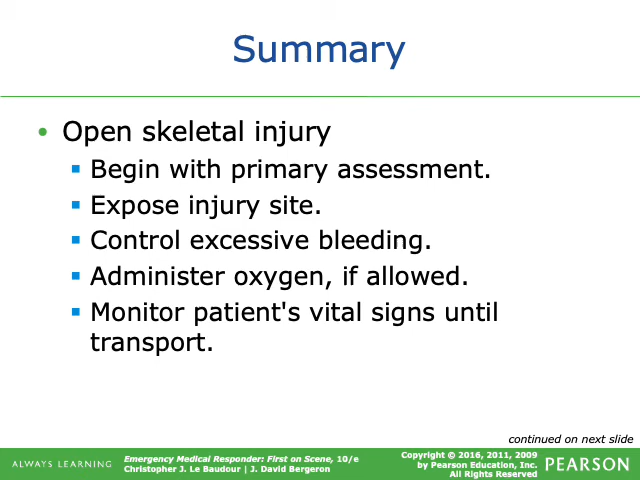 Summary
• Open skeletal injury
▪ Begin with primary assessment.
▪ Expose injury site.
▪ Control excessive bleeding.
▪ Administer oxygen, if allowed.
▪ Monitor patient's vital signs until
transport.
continued on next slide
ALWAYS LEARNING
Emergency Medical Responder: First on Scene, 10/e
Christopher J. Le Baudour | J. David Bergeron
Copyright © 2016, 2011, 2009
by Pearson Education, Inc.
All Rights Reserved
PEARSON